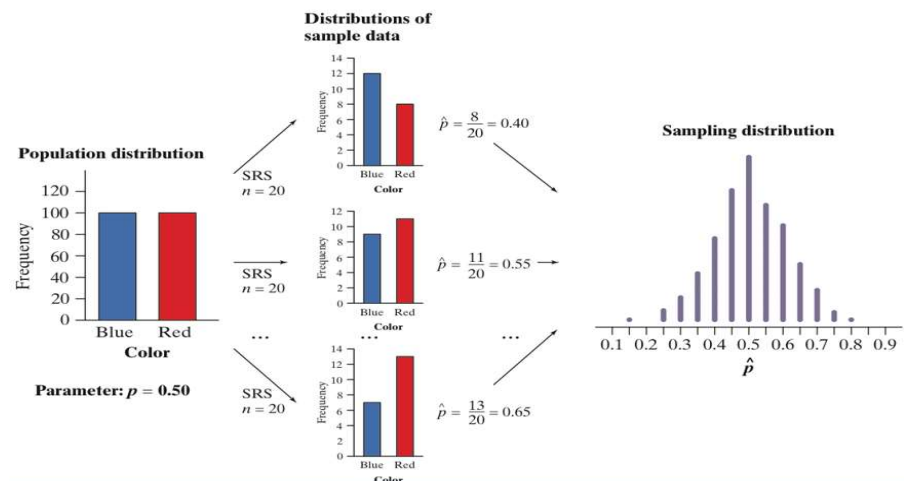 Distributions of
sample data
Population distribution
Frequency
120
100
80
60
40
20
0
Blue Red
Color
Parameter: p = 0.50
SRS
n = 20
SRS
n = 20
...
SRS
n = 20
Frequency
14
12
10
8
6
4
2
0
Blue Red
Color
p̂ = 8/20 = 0.40
Frequency
12
10
8
6
4
2
0
Blue Red
Color
p̂ = 11/20 = 0.55
...
...
Frequency
14
12
10
8
6
4
2
0
Blue Red
Color
p̂ = 13/20 = 0.65
Sampling distribution
0.1 0.2 0.3 0.4 0.5 0.6 0.7 0.8 0.9
p̂